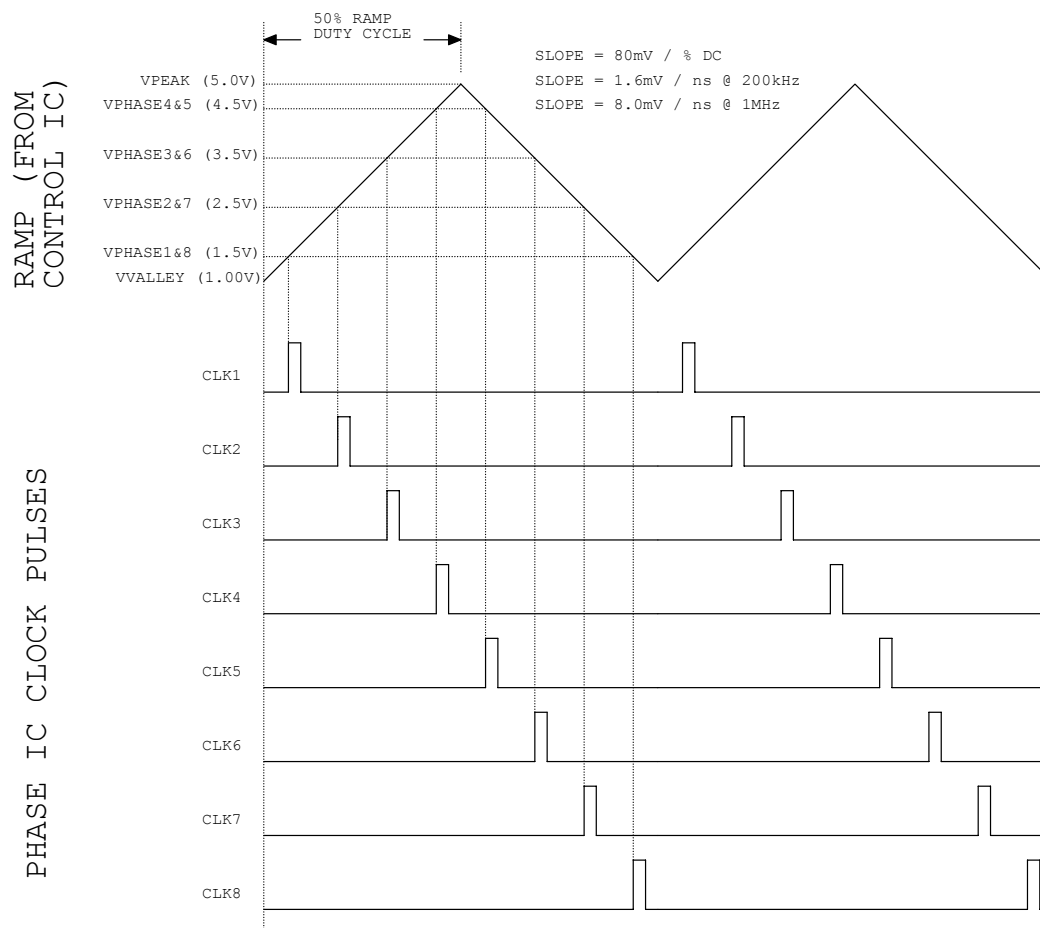 50% RAMP
DUTY CYCLE
SLOPE = 80mV / % DC
SLOPE = 1.6mV / ns @ 200kHz
SLOPE = 8.0mV / ns @ 1MHz
RAMP (FROM
CONTROL IC)
VPEAK (5.0V)
VPHASE4&5 (4.5V)
VPHASE3&6 (3.5V)
VPHASE2&7 (2.5V)
VPHASE1&8 (1.5V)
VVALLEY (1.00V)
PHASE IC CLOCK PULSES
CLK1
CLK2
CLK3
CLK4
CLK5
CLK6
CLK7
CLK8